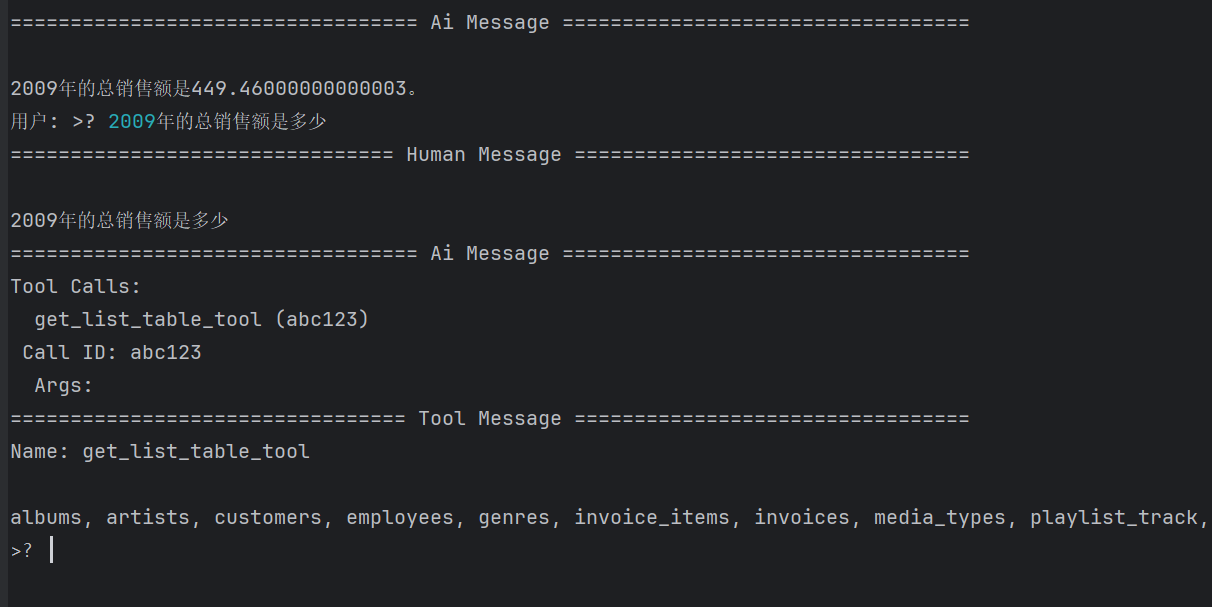 ================================== Ai Message ==================================
2009年的总销售额是449.46000000000003。
用户: >? 2009年的总销售额是多少
================================ Human Message =================================
2009年的总销售额是多少
================================== Ai Message ==================================
Tool Calls:
  get_list_table_tool (abc123)
 Call ID: abc123
  Args:
================================= Tool Message =================================
Name: get_list_table_tool
albums, artists, customers, employees, genres, invoice_items, invoices, media_types, playlist_track,
>?